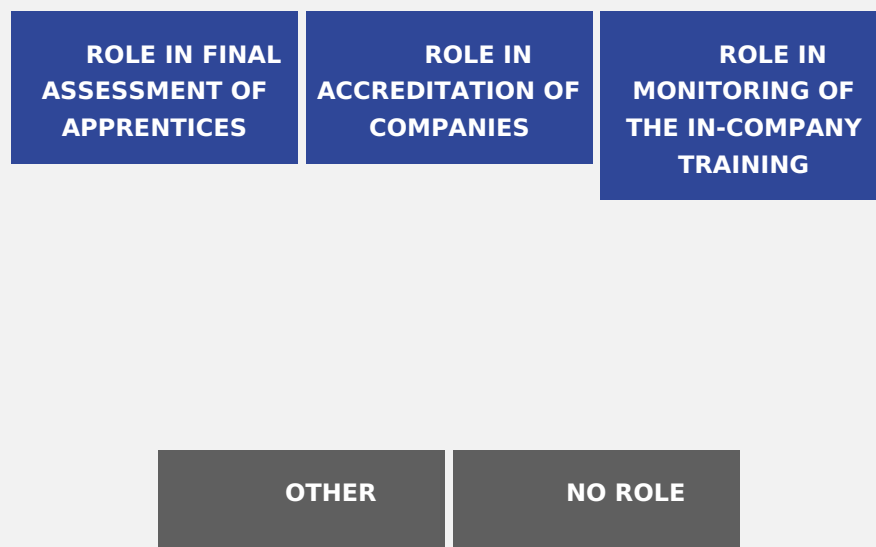 ROLE IN FINAL
ASSESSMENT OF
APPRENTICES
ROLE IN
ACCREDITATION OF
COMPANIES
ROLE IN
MONITORING OF
THE IN-COMPANY
TRAINING
OTHER
NO ROLE